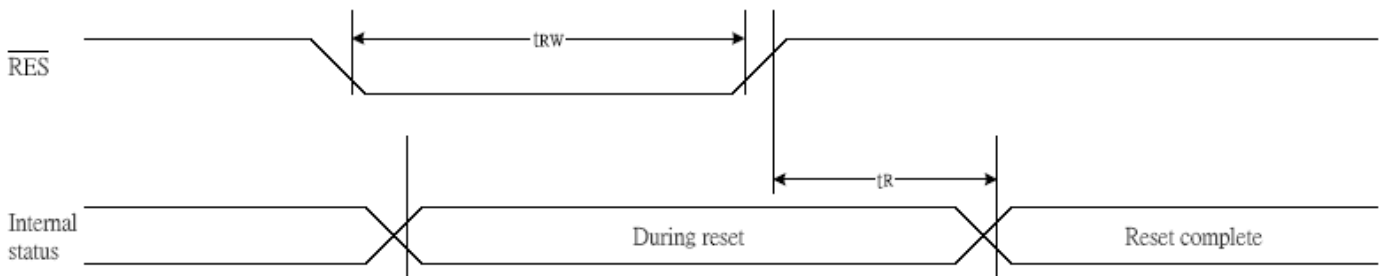 tRW
RES
tR
Internal
status
During reset
Reset complete